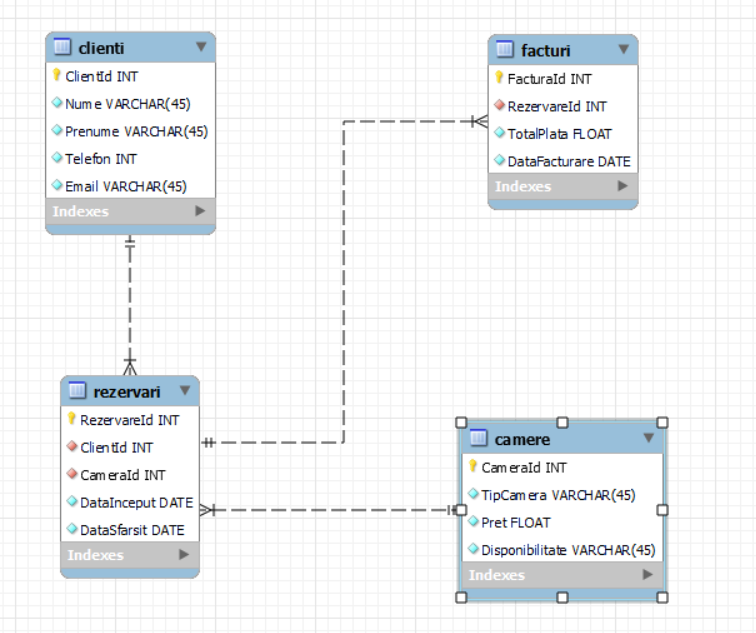 clienti
ClientId INT
Nume VARCHAR(45)
Prenume VARCHAR(45)
Telefon INT
Email VARCHAR(45)
Indexes
facturi
FacturaId INT
RezervareId INT
TotalPlata FLOAT
DataFacturare DATE
Indexes
rezervari
RezervareId INT
ClientId INT
CameraId INT
DataInceput DATE
DataSfarsit DATE
Indexes
camere
CameraId INT
TipCamera VARCHAR(45)
Pret FLOAT
Disponibilitate VARCHAR(45)
Indexes